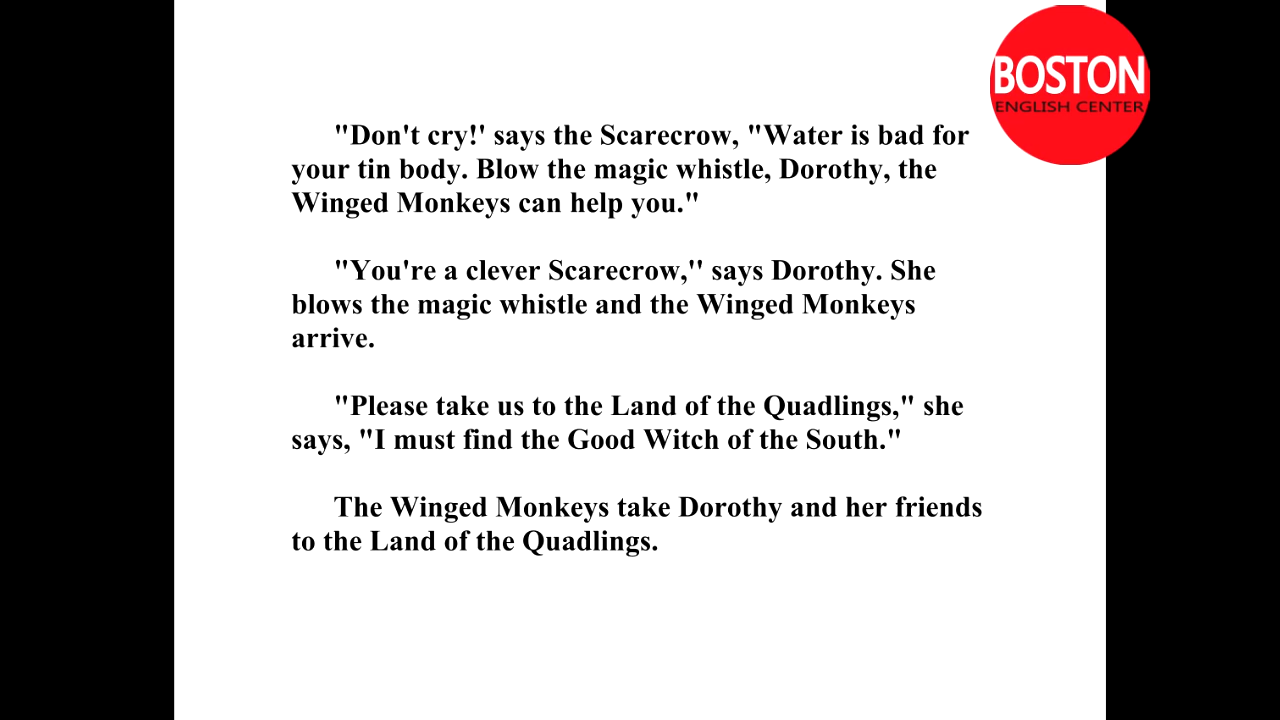 BOSTON
ENGLISH CENTER
"Don't cry!' says the Scarecrow, "Water is bad for
your tin body. Blow the magic whistle, Dorothy, the
Winged Monkeys can help you."
"You're a clever Scarecrow,'' says Dorothy. She
blows the magic whistle and the Winged Monkeys
arrive.
"Please take us to the Land of the Quadlings," she
says, "I must find the Good Witch of the South."
The Winged Monkeys take Dorothy and her friends
to the Land of the Quadlings.